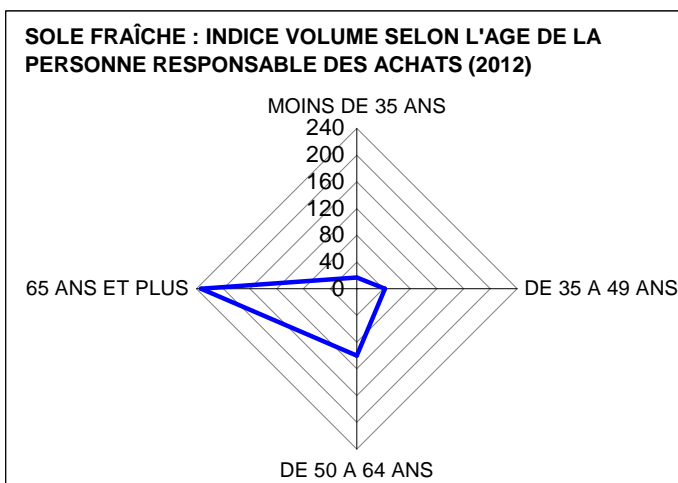 SOLE FRAÎCHE : INDICE VOLUME SELON L'AGE DE LA
PERSONNE RESPONSABLE DES ACHATS (2012)
MOINS DE 35 ANS
240
200
160
120
80
40
0
65 ANS ET PLUS
DE 35 A 49 ANS
DE 50 A 64 ANS